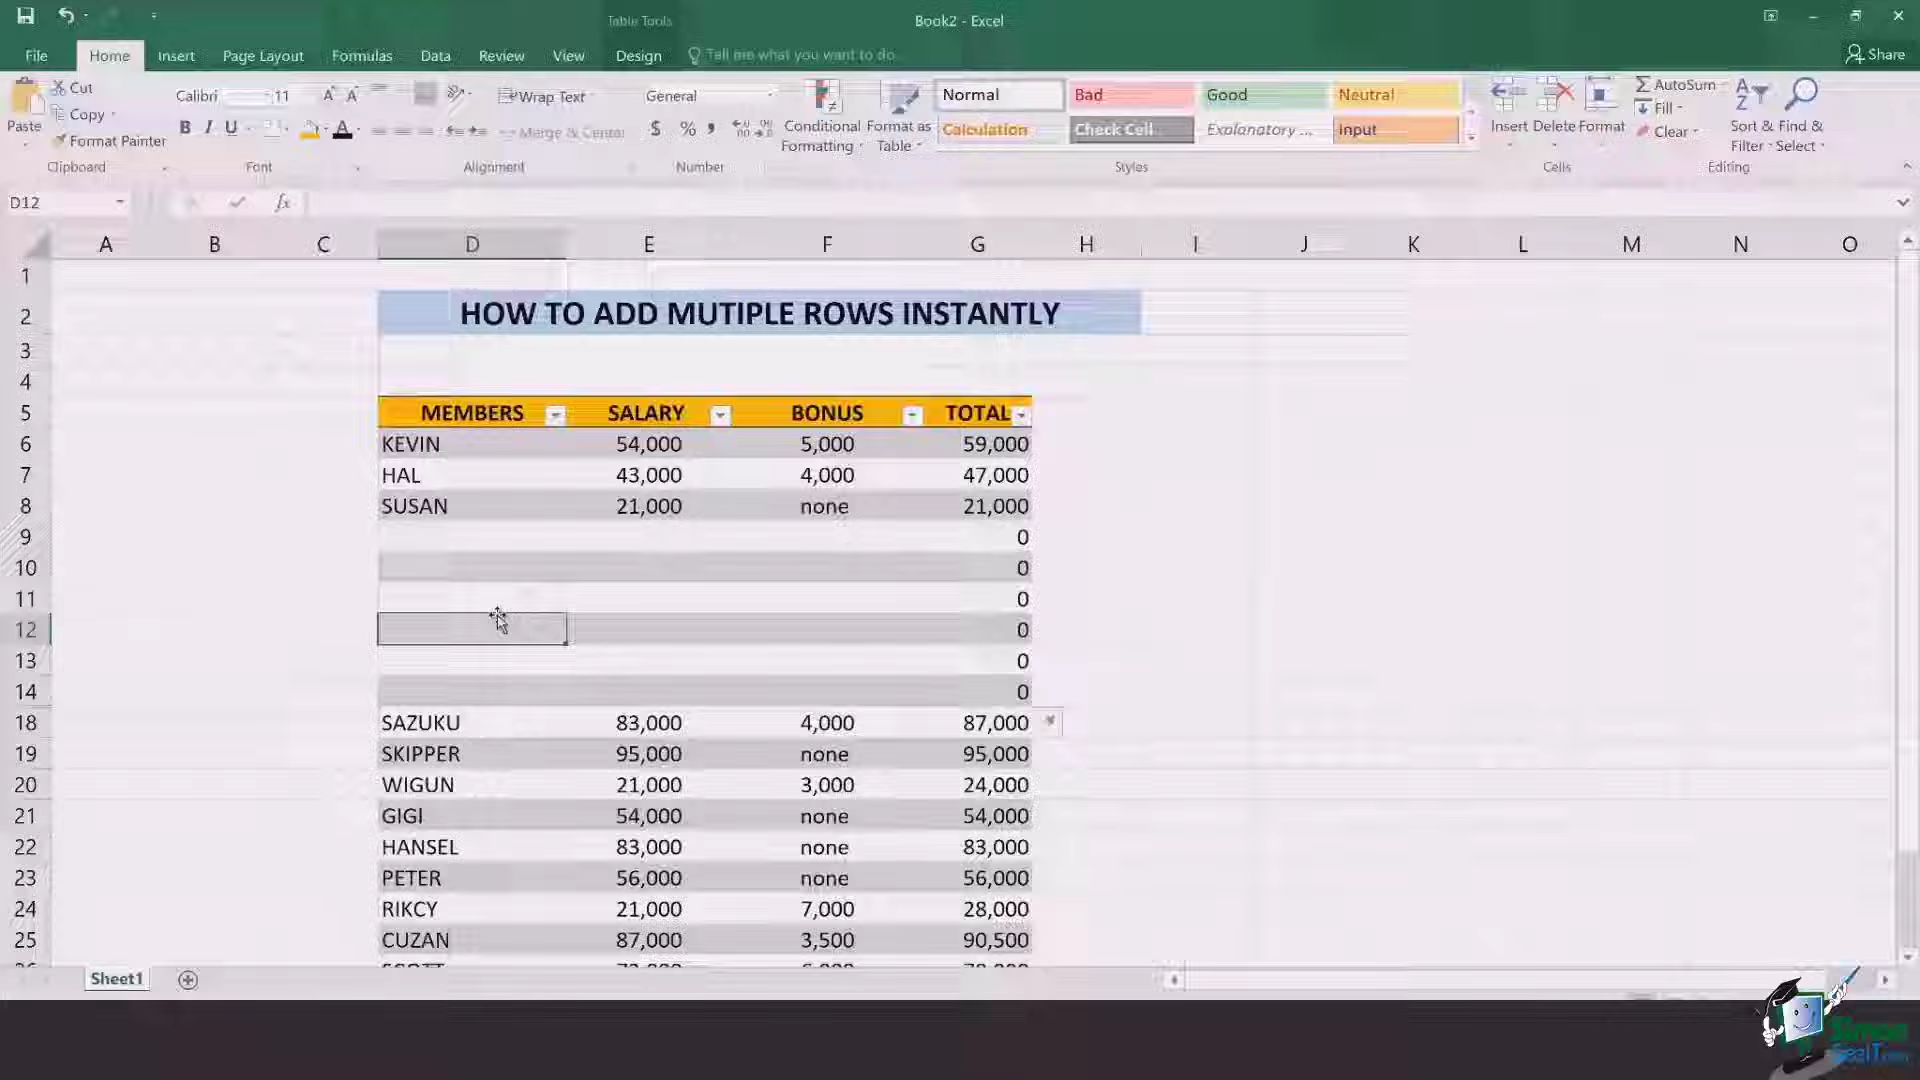 Table Tools
Book2 - Excel
File Home Insert Page Layout Formulas Data Review View Design Tell me what you want to do Share
Cut
Copy
Format Painter
Paste
Clipboard
Calibri 11
B I U
Font
Wrap Text
Merge & Center
Alignment
General
$ % ,
Number
Conditional Formatting
Format as Table
Normal Bad Good Neutral
Calculation Check Cell Explanatory ... Input
Styles
Insert Delete Format
Cells
AutoSum
Fill
Clear
Sort & Filter
Find & Select
Editing
D12 fx
A B C D E F G H I J K L M N O
1
2 HOW TO ADD MUTIPLE ROWS INSTANTLY
3
4
5 MEMBERS SALARY BONUS TOTAL
6 KEVIN 54,000 5,000 59,000
7 HAL 43,000 4,000 47,000
8 SUSAN 21,000 none 21,000
9 0
10 0
11 0
12 0
13 0
14 0
18 SAZUKU 83,000 4,000 87,000
19 SKIPPER 95,000 none 95,000
20 WIGUN 21,000 3,000 24,000
21 GIGI 54,000 none 54,000
22 HANSEL 83,000 none 83,000
23 PETER 56,000 none 56,000
24 RIKCY 21,000 7,000 28,000
25 CUZAN 87,000 3,500 90,500
Sheet1
Simon